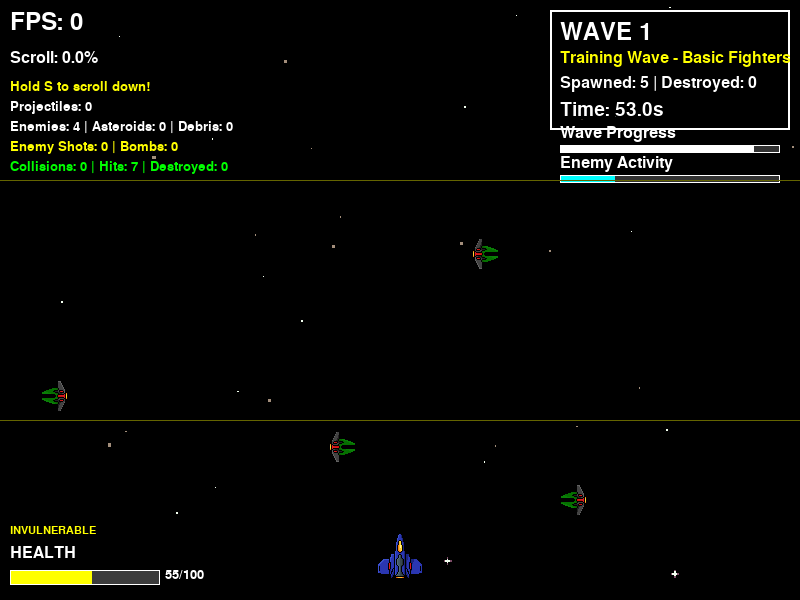 FPS: 0
Scroll: 0.0%
Hold S to scroll down!
Projectiles: 0
Enemies: 4 | Asteroids: 0 | Debris: 0
Enemy Shots: 0 | Bombs: 0
Collisions: 0 | Hits: 7 | Destroyed: 0
WAVE 1
Training Wave - Basic Fighters
Spawned: 5 | Destroyed: 0
Time: 53.0s
Wave Progress
Enemy Activity
INVULNERABLE
HEALTH
55/100